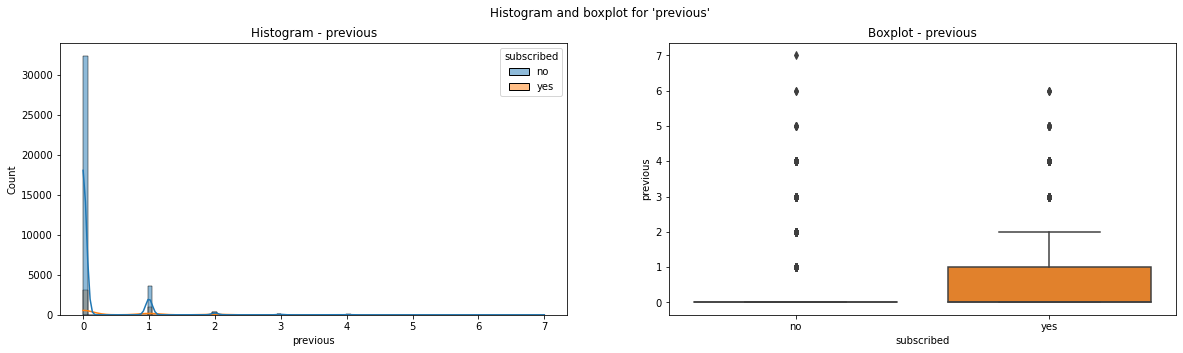 Histogram and boxplot for 'previous'
Histogram - previous
subscribed
no
yes
30000
25000
20000
15000
10000
5000
0
Count
0 1 2 3 4 5 6 7
previous
Boxplot - previous
7
6
5
4
3
2
1
0
previous
no yes
subscribed